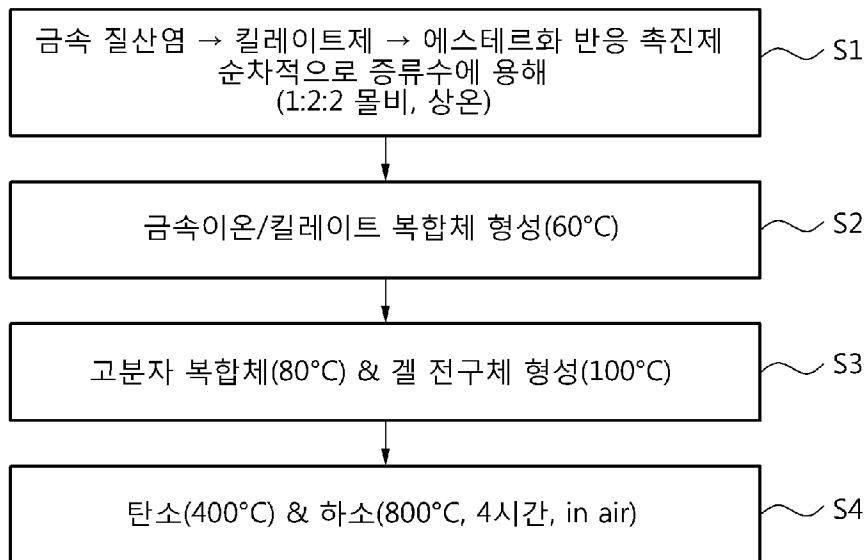 금속 질산염 → 킬레이트제 → 에스테르화 반응 촉진제
순차적으로 증류수에 용해
(1:2:2 몰비, 상온)
S1
금속이온/킬레이트 복합체 형성(60°C)
S2
고분자 복합체(80°C) & 겔 전구체 형성(100°C)
S3
탄소(400°C) & 하소(800°C, 4시간, in air)
S4